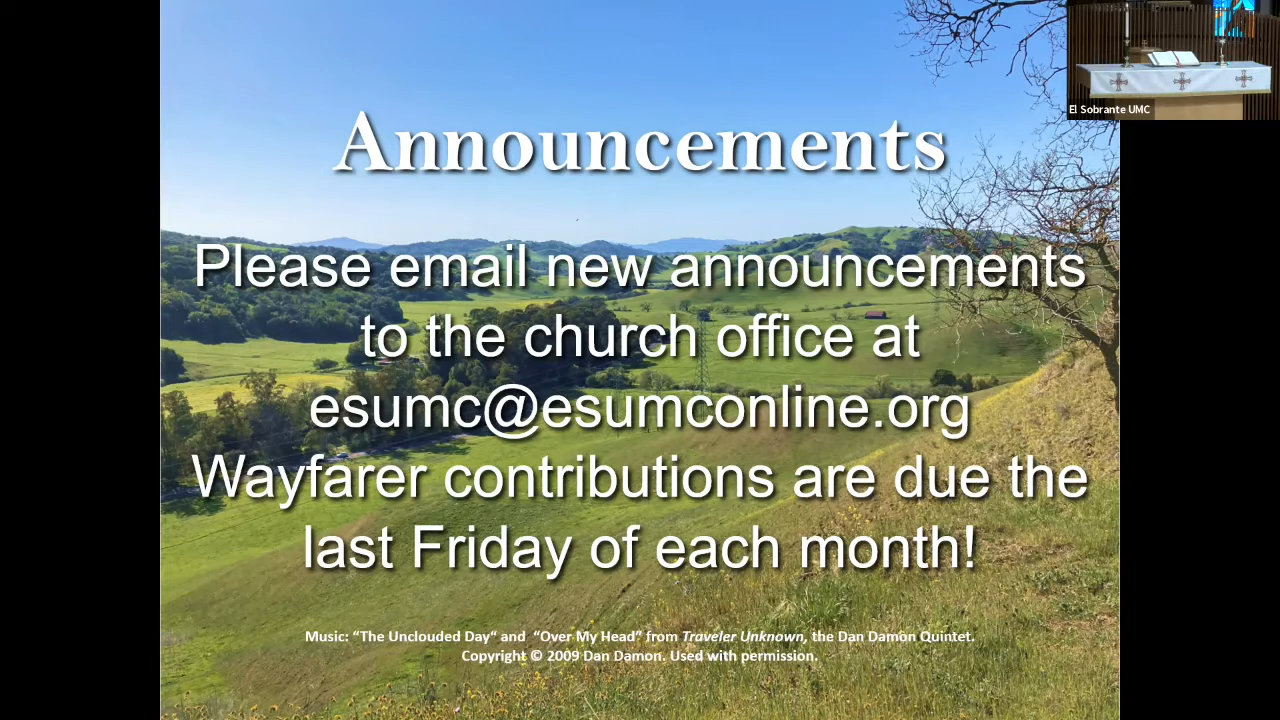 El Sobrante UMC
Announcements
Please email new announcements
to the church office at
esumc@esumconline.org
Wayfarer contributions are due the
last Friday of each month!
Music: “The Unclouded Day“ and “Over My Head” from Traveler Unknown, the Dan Damon Quintet.
Copyright © 2009 Dan Damon. Used with permission.